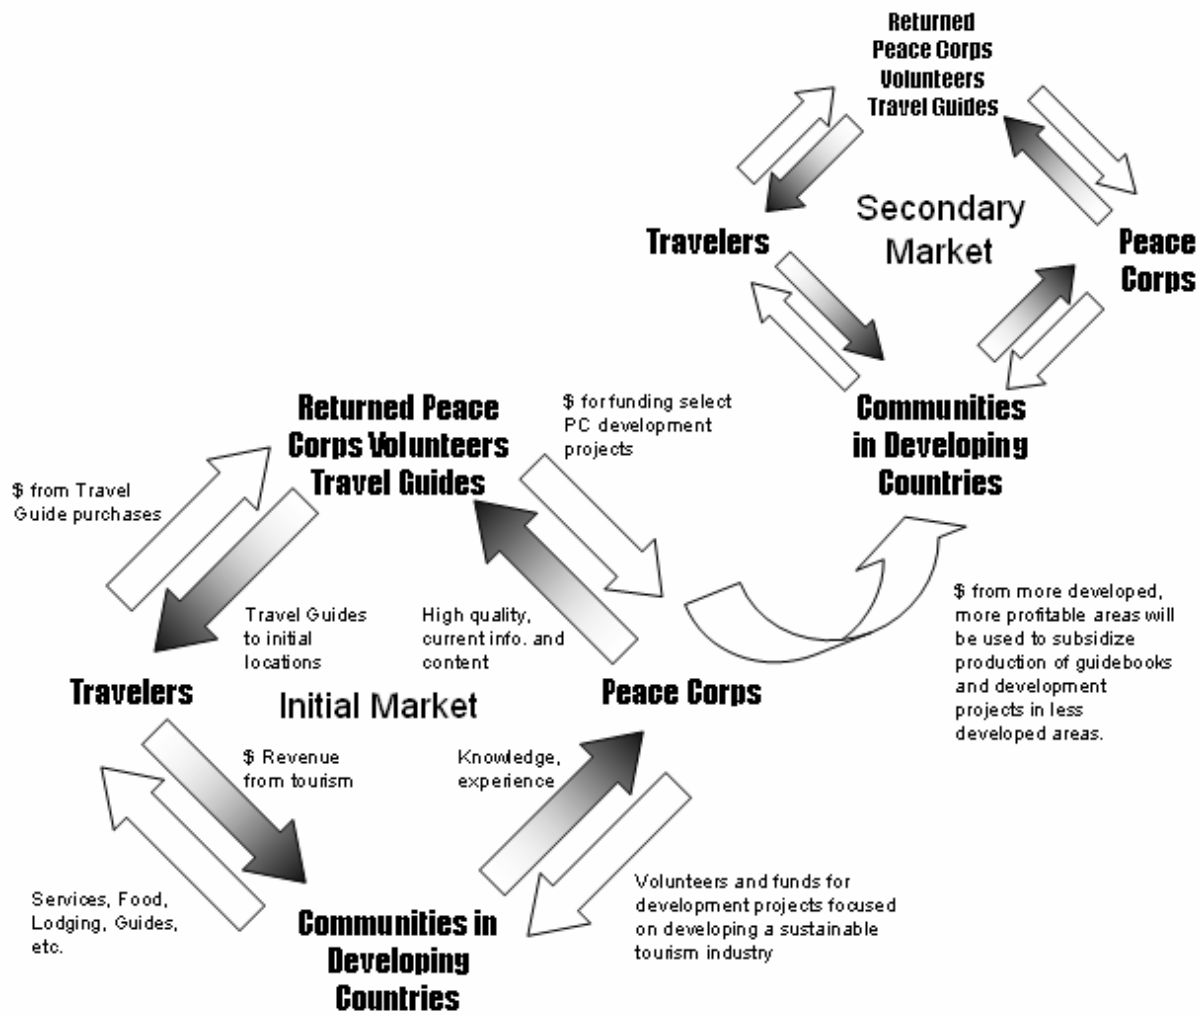 Returned
Peace Corps
Volunteers
Travel Guides
Secondary
Market
Travelers
Peace
Corps
Communities
in Developing
Countries
Returned Peace
Corps Volunteers
Travel Guides
$ for funding select
PC development
projects
$ from Travel
Guide purchases
Travel Guides
to initial
locations
High quality,
current info. and
content
$ from more developed,
more profitable areas will
be used to subsidize
production of guidebooks
and development
projects in less
developed areas.
Travelers
Initial Market
Peace Corps
$ Revenue
from tourism
Knowledge,
experience
Services, Food,
Lodging, Guides,
etc.
Communities in
Developing
Countries
Volunteers and funds for
development projects focused
on developing a sustainable
tourism industry